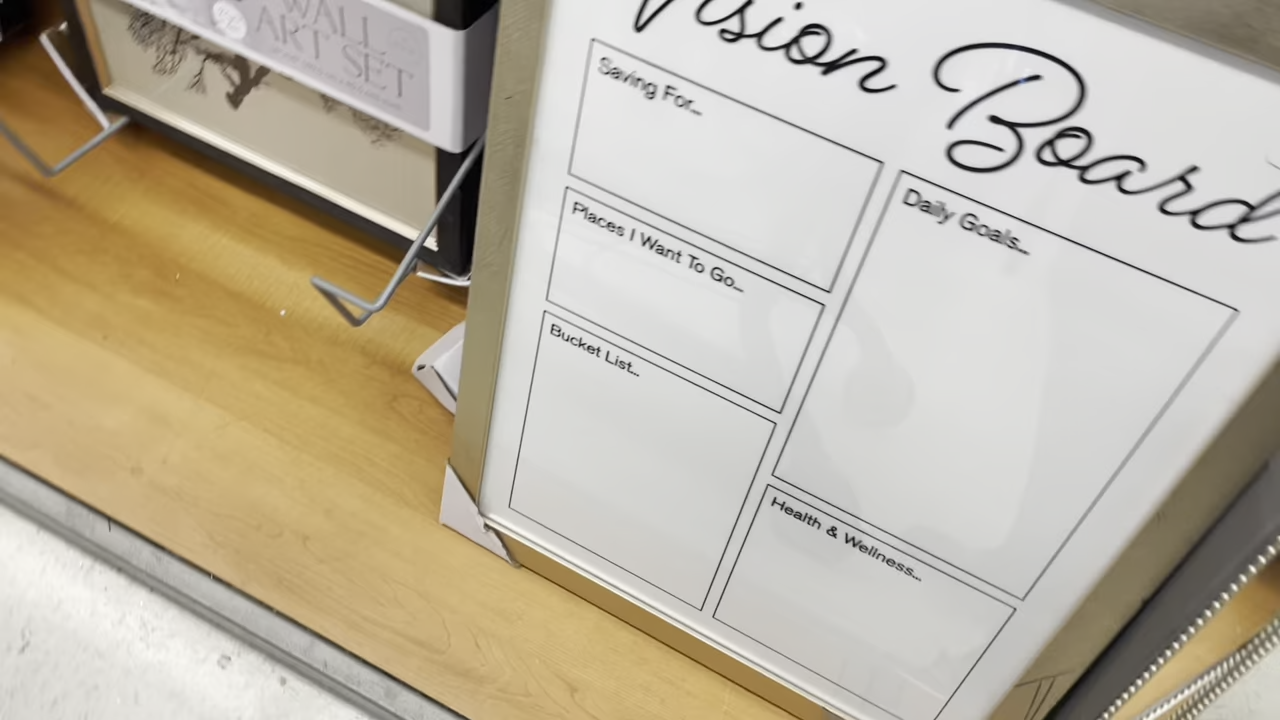 WALL
ART SET
Vision Board
Saving For...
Places I Want To Go...
Bucket List...
Daily Goals...
Health & Wellness...